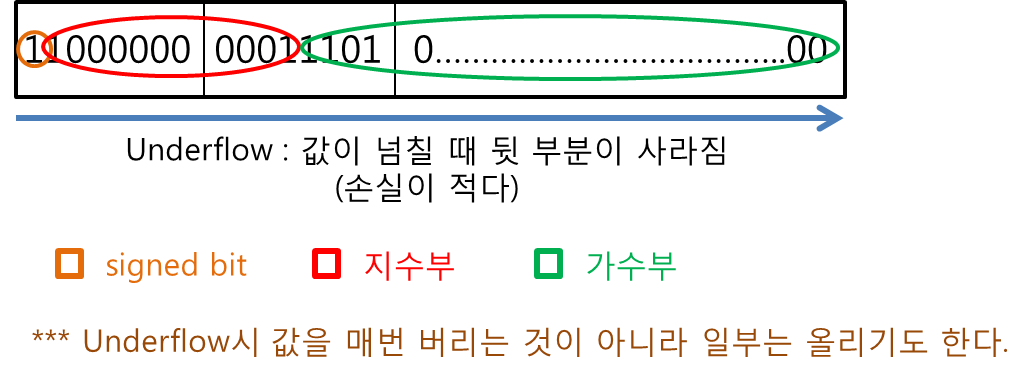 11000000 00011101 0.......................................00
Underflow : 값이 넘칠 때 뒷 부분이 사라짐
(손실이 적다)
signed bit 지수부 가수부
*** Underflow시 값을 매번 버리는 것이 아니라 일부는 올리기도 한다.